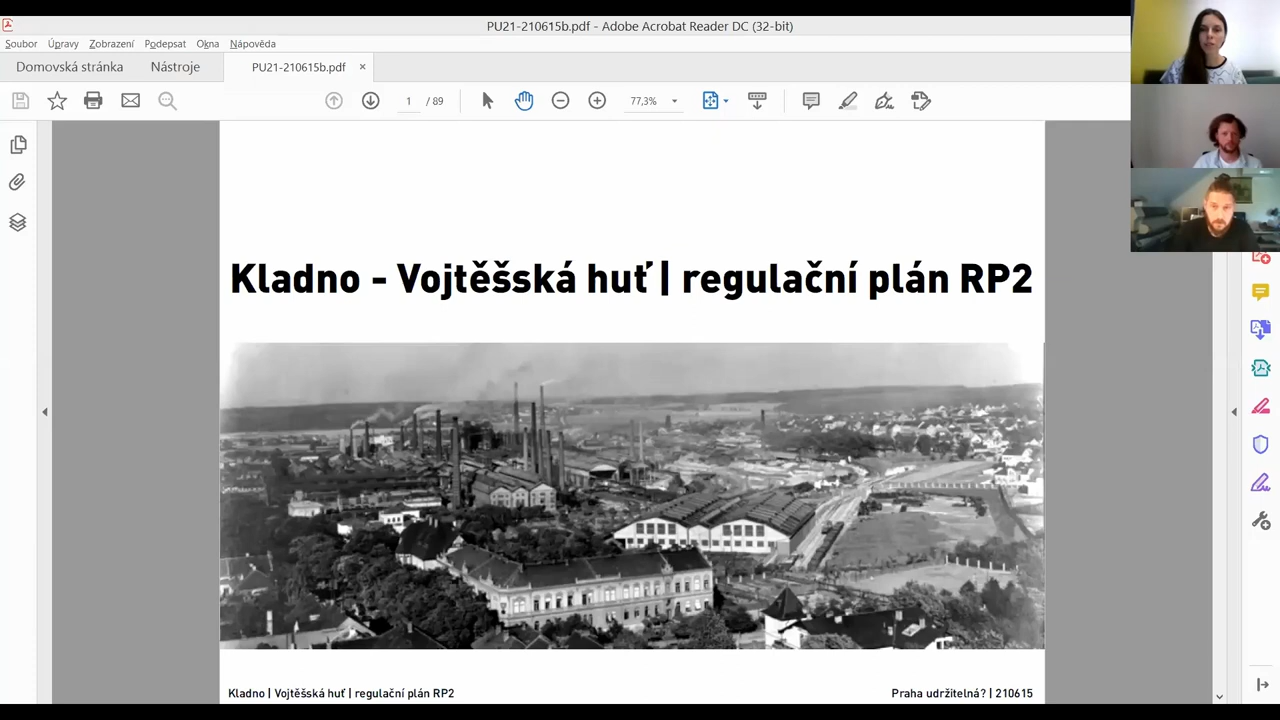 PU21-210615b.pdf - Adobe Acrobat Reader DC (32-bit)
Soubor Úpravy Zobrazení Podepsat Okna Nápověda
Domovská stránka Nástroje PU21-210615b.pdf ×
1 / 89 77,3%
Kladno - Vojtěšská huť | regulační plán RP2
Kladno | Vojtěšská huť | regulační plán RP2 Praha udržitelná? | 210615